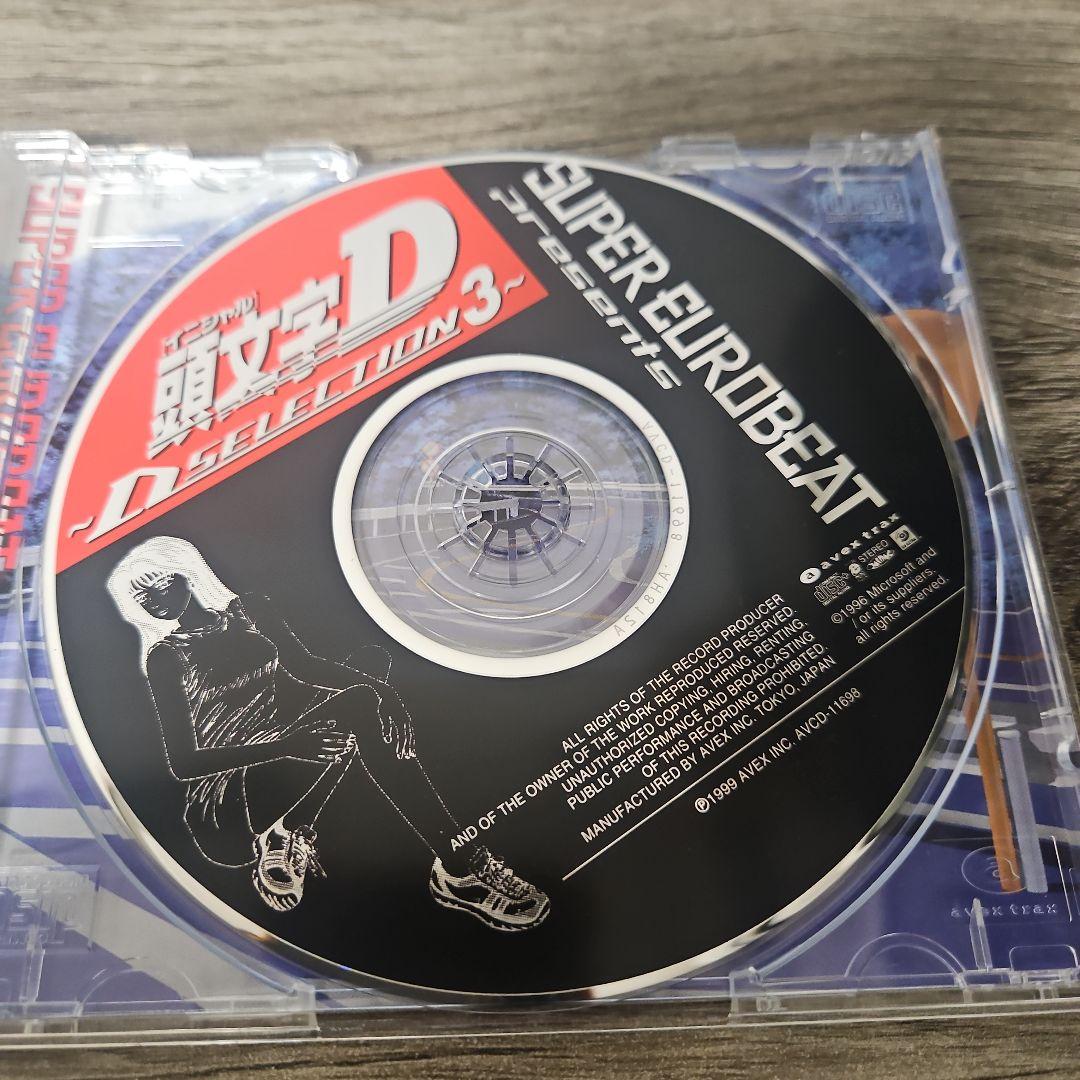 SUPER EUROBEAT
presents
イニシャル
頭文字D
~D SELECTION 3~
avex trax
STEREO
©1996 Microsoft and
/ or its suppliers.
all rights reserved.
ALL RIGHTS OF THE RECORD PRODUCER
AND OF THE OWNER OF THE WORK REPRODUCED RESERVED.
UNAUTHORIZED COPYING, HIRING, RENTING,
PUBLIC PERFORMANCE AND BROADCASTING
OF THIS RECORDING PROHIBITED.
MANUFACTURED BY AVEX INC. TOKYO, JAPAN
℗1999 AVEX INC. AVCD-11698
SUPER EUROBEAT
avex trax